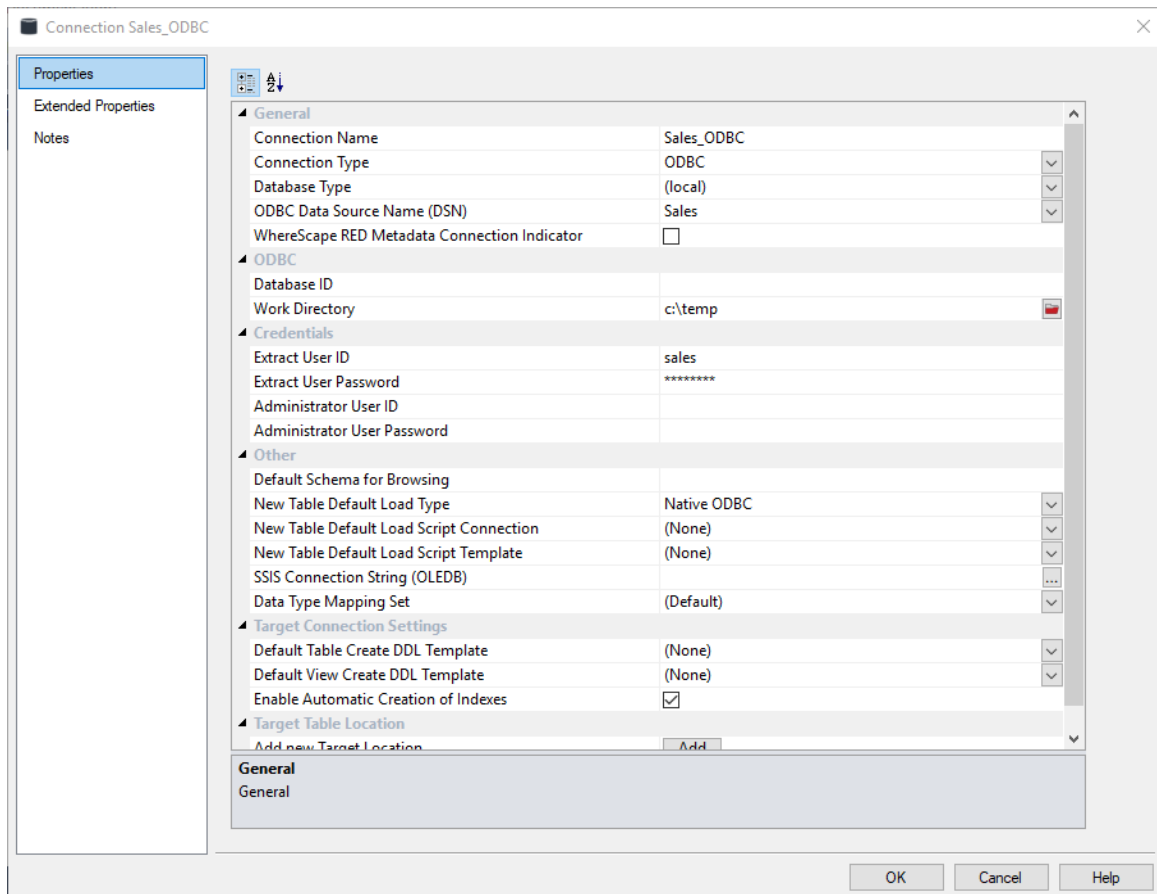 Connection Sales_ODBC
Properties
Extended Properties
Notes
General
Connection Name Sales_ODBC
Connection Type ODBC
Database Type (local)
ODBC Data Source Name (DSN) Sales
WhereScape RED Metadata Connection Indicator
ODBC
Database ID
Work Directory c:\temp
Credentials
Extract User ID sales
Extract User Password ********
Administrator User ID
Administrator User Password
Other
Default Schema for Browsing
New Table Default Load Type Native ODBC
New Table Default Load Script Connection (None)
New Table Default Load Script Template (None)
SSIS Connection String (OLEDB) ...
Data Type Mapping Set (Default)
Target Connection Settings
Default Table Create DDL Template (None)
Default View Create DDL Template (None)
Enable Automatic Creation of Indexes
Target Table Location
Add new Target Location Add
General
General
OK Cancel Help